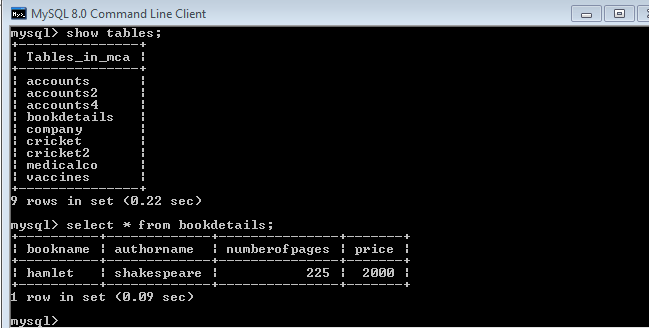 MySQL 8.0 Command Line Client
mysql> show tables;
+----------------+
| Tables_in_mca |
+----------------+
| accounts |
| accounts2 |
| accounts4 |
| bookdetails |
| company |
| cricket |
| cricket2 |
| medicalco |
| vaccines |
+----------------+
9 rows in set (0.22 sec)
mysql> select * from bookdetails;
+----------+-------------+---------------+-------+
| bookname | authorname | numberofpages | price |
+----------+-------------+---------------+-------+
| hamlet | shakespeare | 225 | 2000 |
+----------+-------------+---------------+-------+
1 row in set (0.09 sec)
mysql>